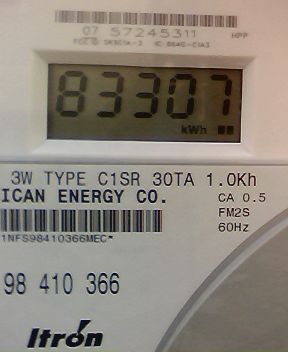 07 57245311 HPP
83307
kWh
3W TYPE C1SR 30TA 1.0Kh
ICAN ENERGY CO. CA 0.5
FM2S
1NFS98410366MEC* 60Hz
98 410 366
Itron